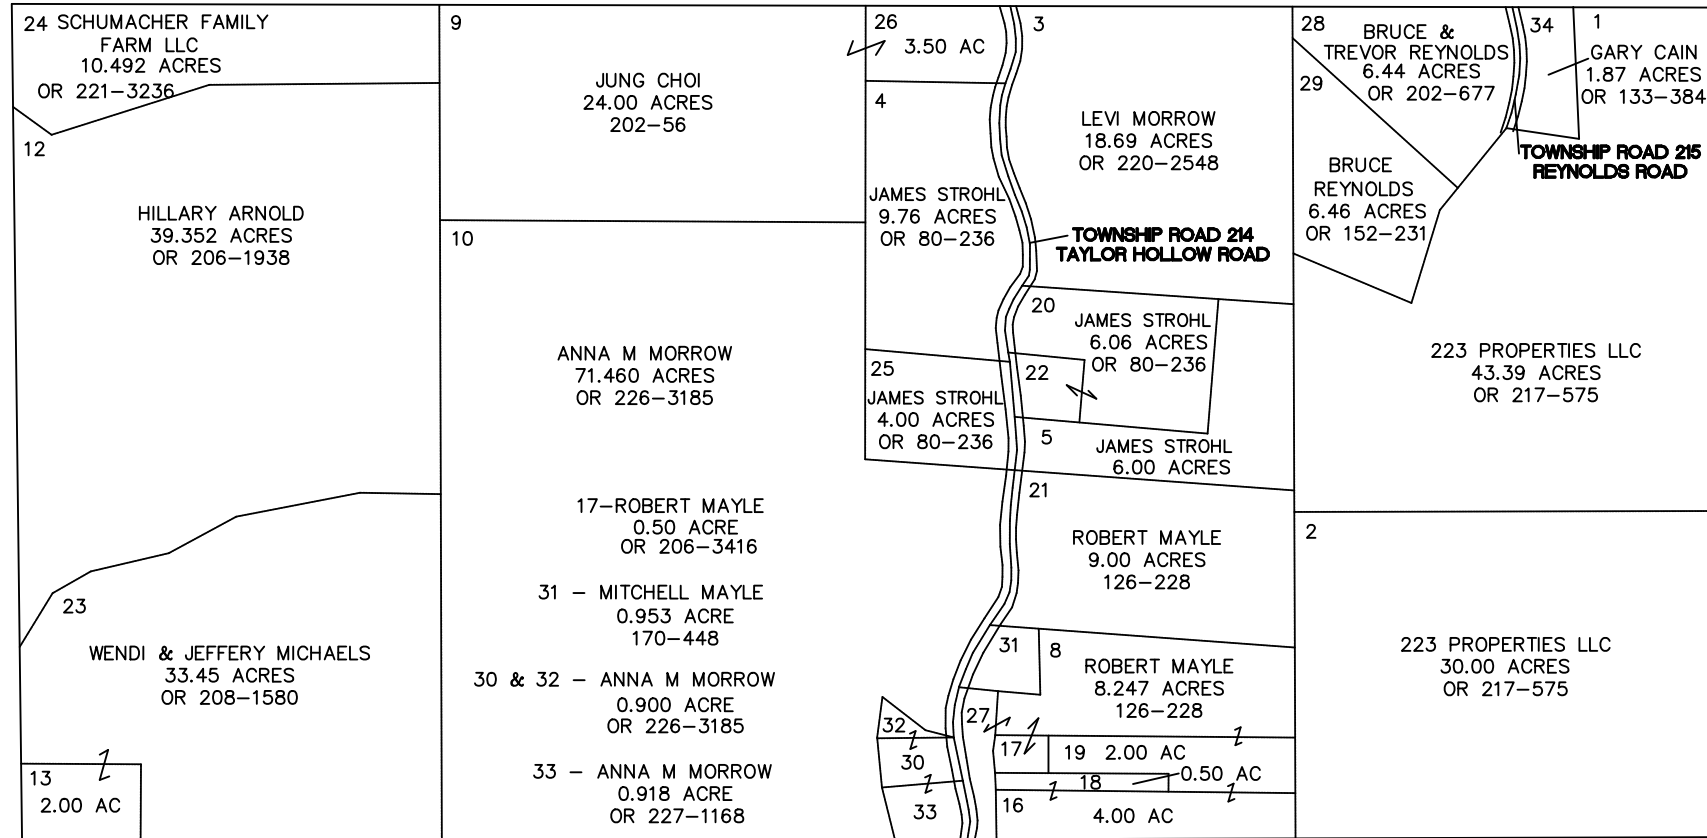 24 SCHUMACHER FAMILY
FARM LLC
10.492 ACRES
OR 221-3236
12
HILLARY ARNOLD
39.352 ACRES
OR 206-1938
23
WENDI & JEFFERY MICHAELS
33.45 ACRES
OR 208-1580
13
2.00 AC
9
JUNG CHOI
24.00 ACRES
202-56
10
ANNA M MORROW
71.460 ACRES
OR 226-3185
17-ROBERT MAYLE
0.50 ACRE
OR 206-3416
31 - MITCHELL MAYLE
0.953 ACRE
170-448
30 & 32 - ANNA M MORROW
0.900 ACRE
OR 226-3185
33 - ANNA M MORROW
0.918 ACRE
OR 227-1168
26
3.50 AC
4
JAMES STROHL
9.76 ACRES
OR 80-236
25
JAMES STROHL
4.00 ACRES
OR 80-236
32
30
33
3
LEVI MORROW
18.69 ACRES
OR 220-2548
TOWNSHIP ROAD 214
TAYLOR HOLLOW ROAD
20
JAMES STROHL
6.06 ACRES
OR 80-236
22
5
JAMES STROHL
6.00 ACRES
21
ROBERT MAYLE
9.00 ACRES
126-228
31
8
ROBERT MAYLE
8.247 ACRES
126-228
27
17
19 2.00 AC
18
0.50 AC
16
4.00 AC
28
BRUCE &
TREVOR REYNOLDS
6.44 ACRES
OR 202-677
29
BRUCE
REYNOLDS
6.46 ACRES
OR 152-231
34
1
GARY CAIN
1.87 ACRES
OR 133-384
TOWNSHIP ROAD 215
REYNOLDS ROAD
223 PROPERTIES LLC
43.39 ACRES
OR 217-575
2
223 PROPERTIES LLC
30.00 ACRES
OR 217-575